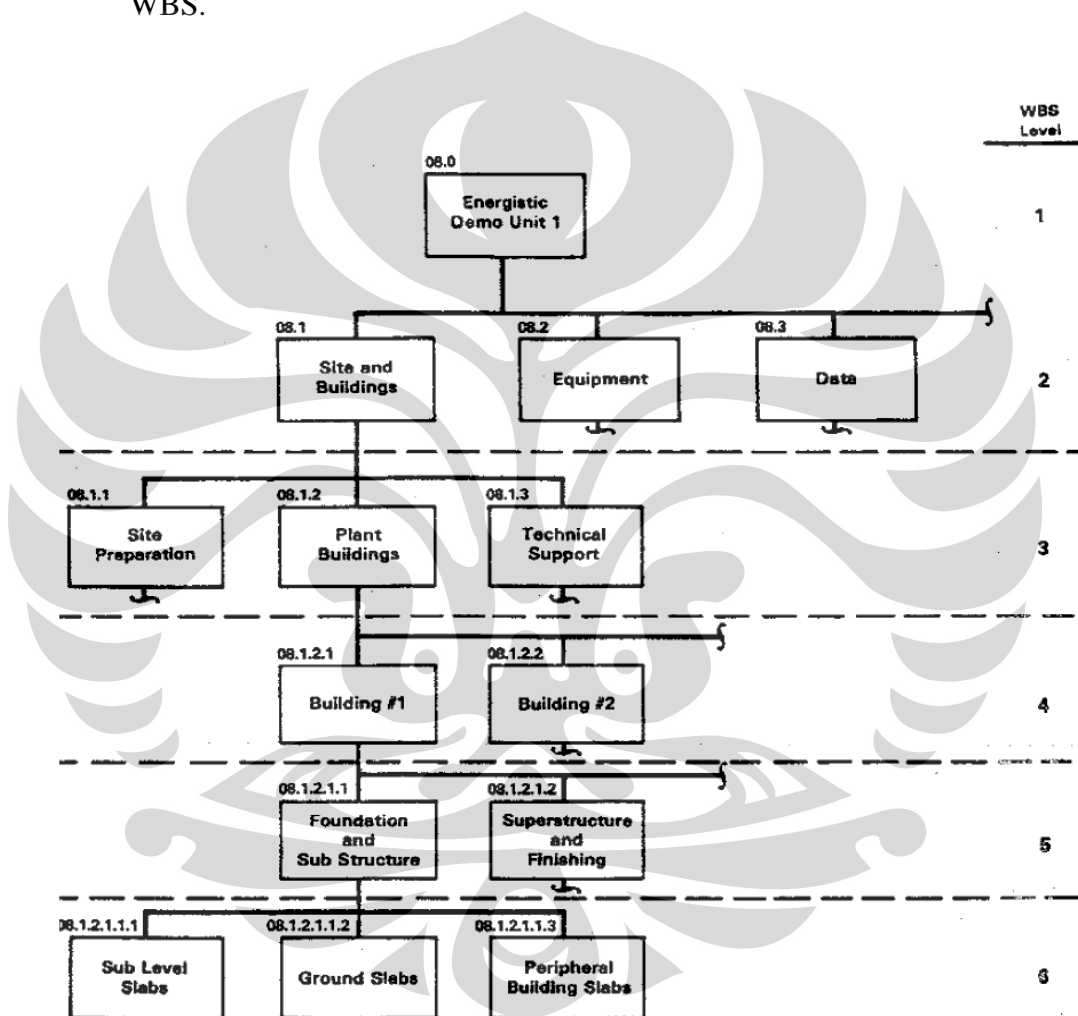 WBS.
WBS
Level
08.0
Energistic
Demo Unit 1
1
08.1
08.2
08.3
Site and
Buildings
Equipment
Data
2
08.1.1
08.1.2
08.1.3
Site
Preparation
Plant
Buildings
Technical
Support
3
08.1.2.1
08.1.2.2
Building #1
Building #2
4
08.1.2.1.1
08.1.2.1.2
Foundation
and
Sub Structure
Superstructure
and
Finishing
5
08.1.2.1.1.1
08.1.2.1.1.2
08.1.2.1.1.3
Sub Level
Slabs
Ground Slabs
Peripheral
Building Slabs
6